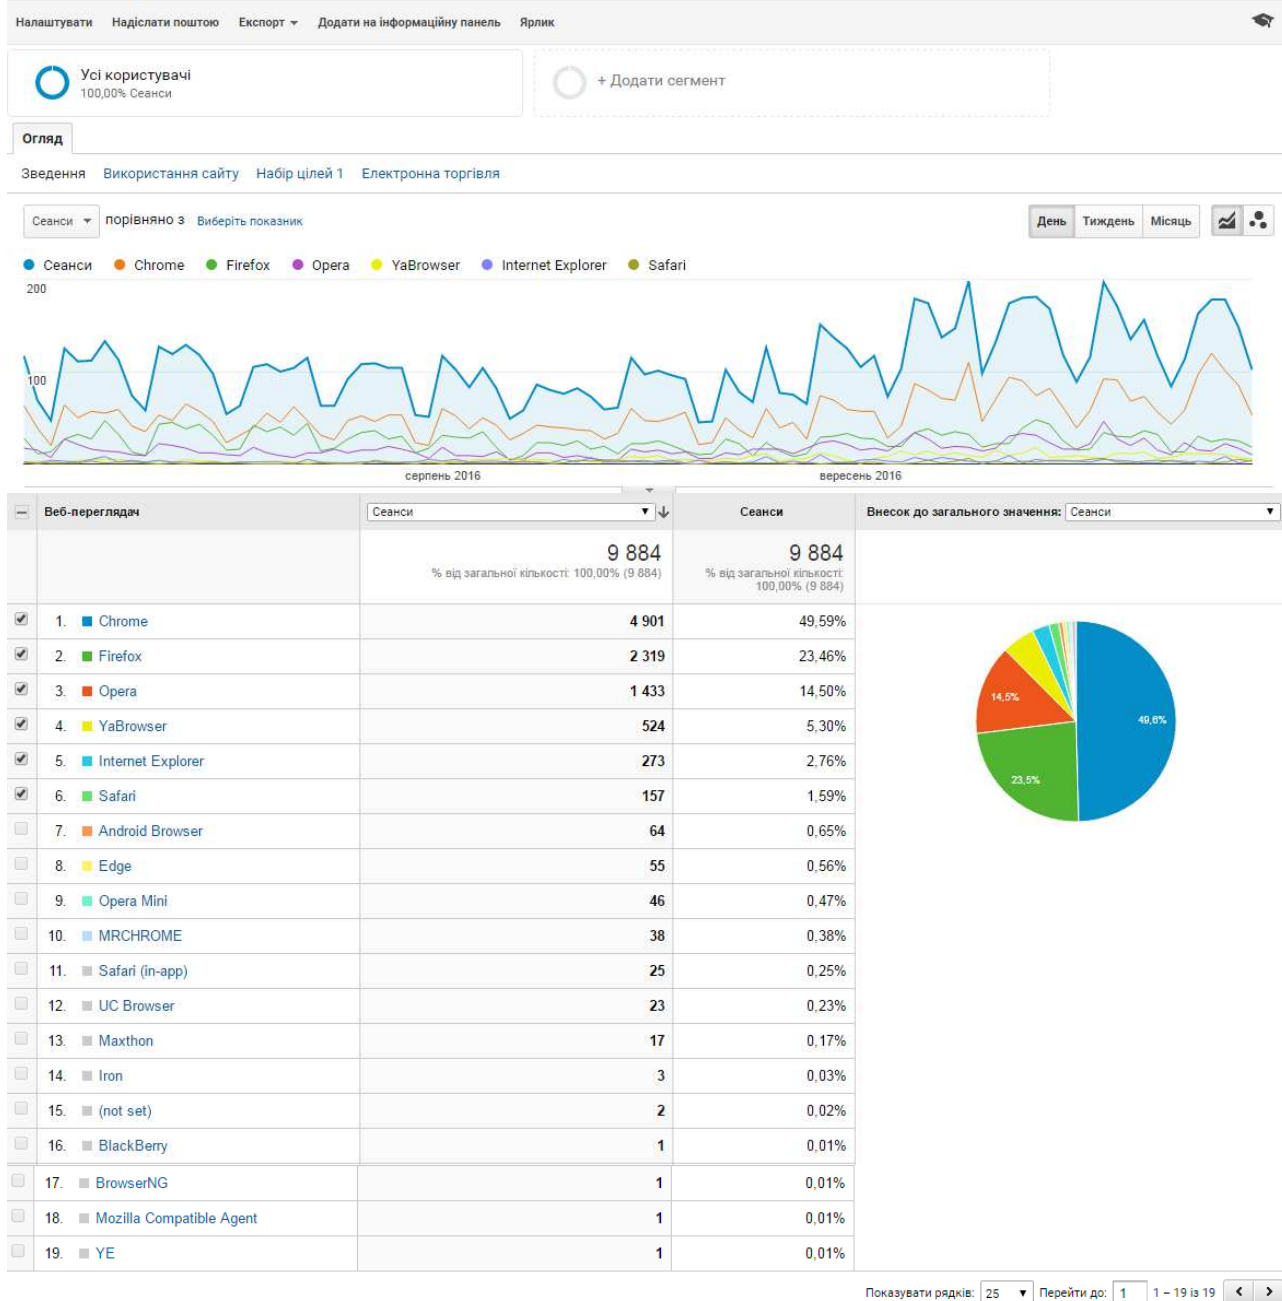 Налаштувати Надіслати поштою Експорт Додати на інформаційну панель Ярлик
Усі користувачі
100,00% Сеанси
+ Додати сегмент
Огляд
Зведення Використання сайту Набір цілей 1 Електронна торгівля
Сеанси порівняно з Виберіть показник
День Тиждень Місяць
Сеанси Chrome Firefox Opera YaBrowser Internet Explorer Safari
200
100
серпень 2016 вересень 2016
Веб-переглядач Сеанси Сеанси Внесок до загального значення: Сеанси
9 884 9 884
% від загальної кількості: 100,00% (9 884) % від загальної кількості:
100,00% (9 884)
1. Chrome 4 901 49,59%
2. Firefox 2 319 23,46%
3. Opera 1 433 14,50%
4. YaBrowser 524 5,30%
5. Internet Explorer 273 2,76%
6. Safari 157 1,59%
7. Android Browser 64 0,65%
8. Edge 55 0,56%
9. Opera Mini 46 0,47%
10. MRCHROME 38 0,38%
11. Safari (in-app) 25 0,25%
12. UC Browser 23 0,23%
13. Maxthon 17 0,17%
14. Iron 3 0,03%
15. (not set) 2 0,02%
16. BlackBerry 1 0,01%
17. BrowserNG 1 0,01%
18. Mozilla Compatible Agent 1 0,01%
19. YE 1 0,01%
14,5%
49,6%
23,5%
Показувати рядків: 25 Перейти до: 1 1 – 19 із 19